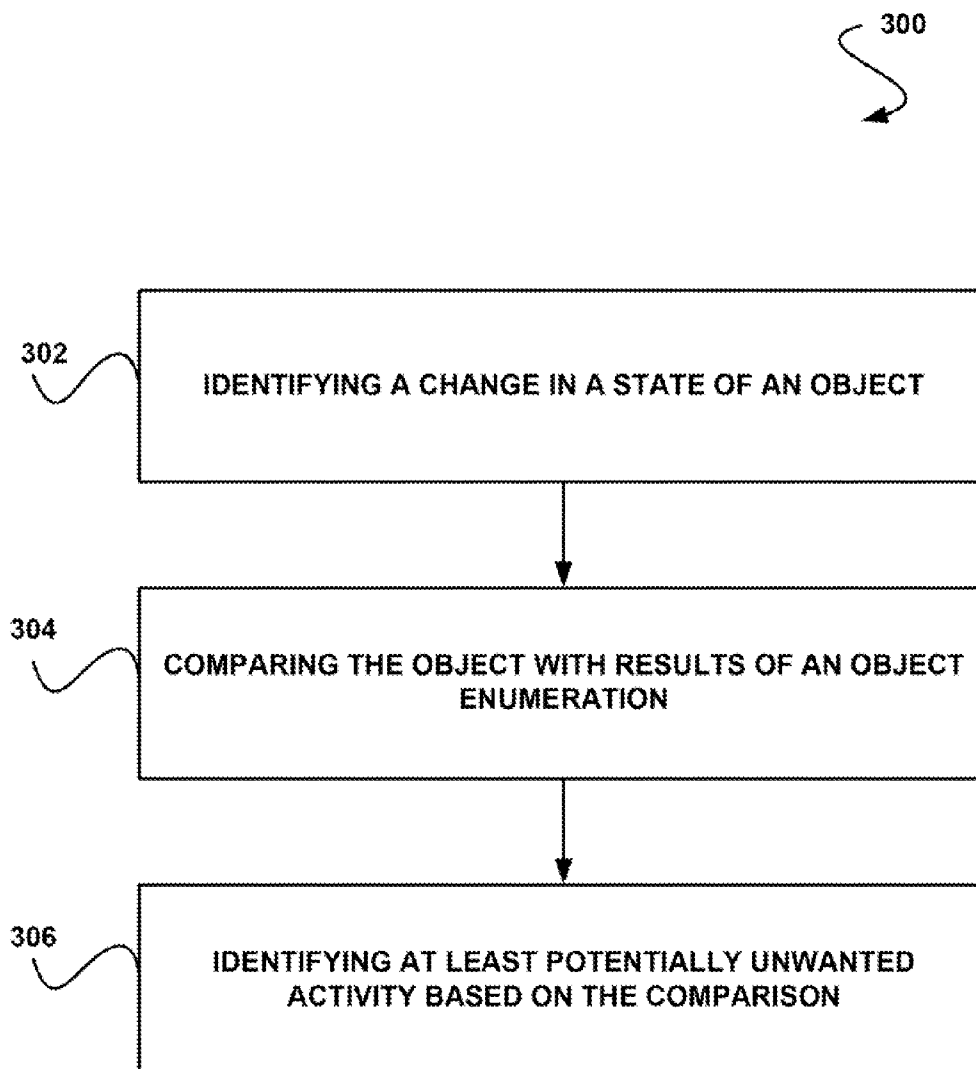 300
302
IDENTIFYING A CHANGE IN A STATE OF AN OBJECT
304
COMPARING THE OBJECT WITH RESULTS OF AN OBJECT
ENUMERATION
306
IDENTIFYING AT LEAST POTENTIALLY UNWANTED
ACTIVITY BASED ON THE COMPARISON